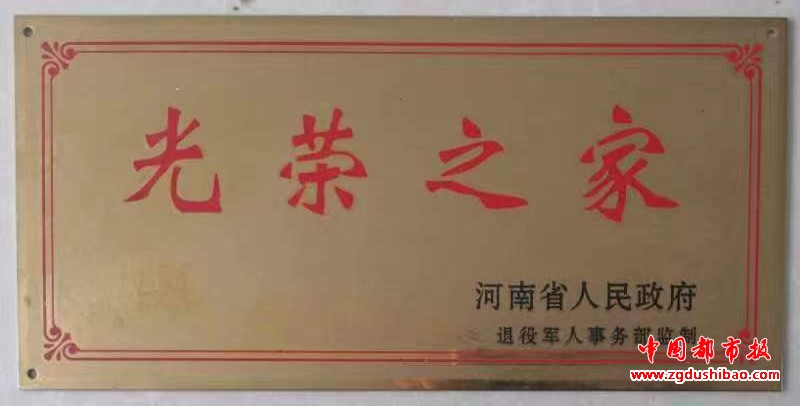 光荣之家
河南省人民政府
退役军人事务部监制
中国都市报
www.zgdushibao.com